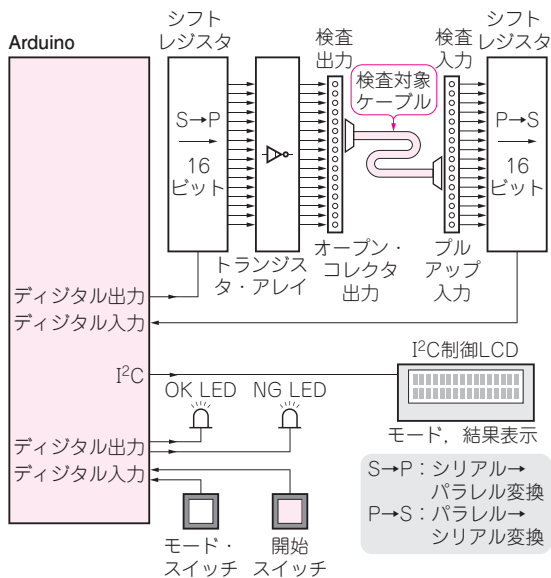 シフト
レジスタ
Arduino
S→P
16
ビット
トランジス
タ・アレイ
検査
出力
検査対象
ケーブル
オープン・
コレクタ
出力
検査
入力
プル
アップ
入力
シフト
レジスタ
P→S
16
ビット
ディジタル出力
ディジタル入力
I²C
I²C制御LCD
モード，結果表示
OK LED
NG LED
ディジタル出力
ディジタル入力
モード・
スイッチ
開始
スイッチ
S→P：シリアル→
パラレル変換
P→S：パラレル→
シリアル変換